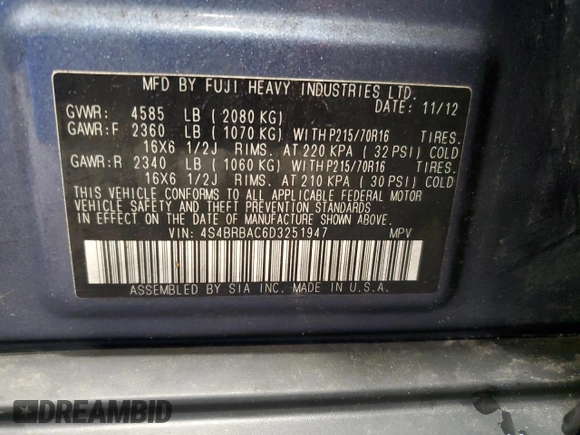 MFD BY FUJI HEAVY INDUSTRIES LTD.
DATE: 11/12
GVWR: 4585 LB ( 2080 KG)
GAWR:F 2360 LB ( 1070 KG) WITH P215/70R16 TIRES.
16X6 1/2J RIMS. AT 220 KPA ( 32 PSI) COLD
GAWR:R 2340 LB ( 1060 KG) WITH P215/70R16 TIRES.
16X6 1/2J RIMS. AT 210 KPA ( 30 PSI) COLD
THIS VEHICLE CONFORMS TO ALL APPLICABLE FEDERAL MOTOR
VEHICLE SAFETY AND THEFT PREVENTION STANDARDS
IN EFFECT ON THE DATE OF MANUFACTURE SHOWN ABOVE.
VIN: 4S4BRBAC6D3251947 MPV
ASSEMBLED BY SIA INC. MADE IN U.S.A.
DREAMBID